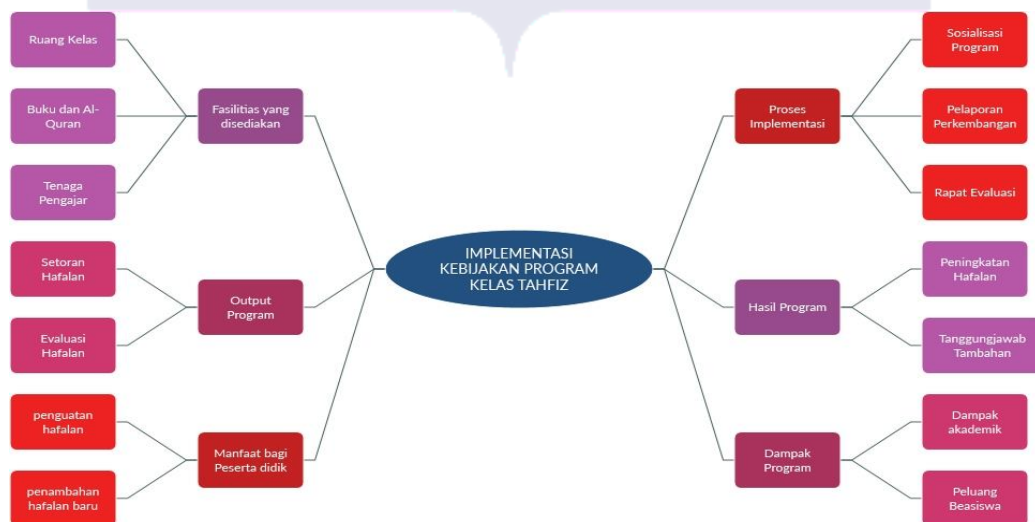 Ruang Kelas
Buku dan Al-
Quran
Tenaga
Pengajar
Fasilitias yang
disediakan
Setoran
Hafalan
Evaluasi
Hafalan
Output
Program
penguatan
hafalan
penambahan
hafalan baru
Manfaat bagi
Peserta didik
IMPLEMENTASI
KEBIJAKAN PROGRAM
KELAS TAHFIZ
Proses
Implementasi
Sosialisasi
Program
Pelaporan
Perkembangan
Rapat Evaluasi
Hasil Program
Peningkatan
Hafalan
Tanggungjawab
Tambahan
Dampak
Program
Dampak
akademik
Peluang
Beasiswa